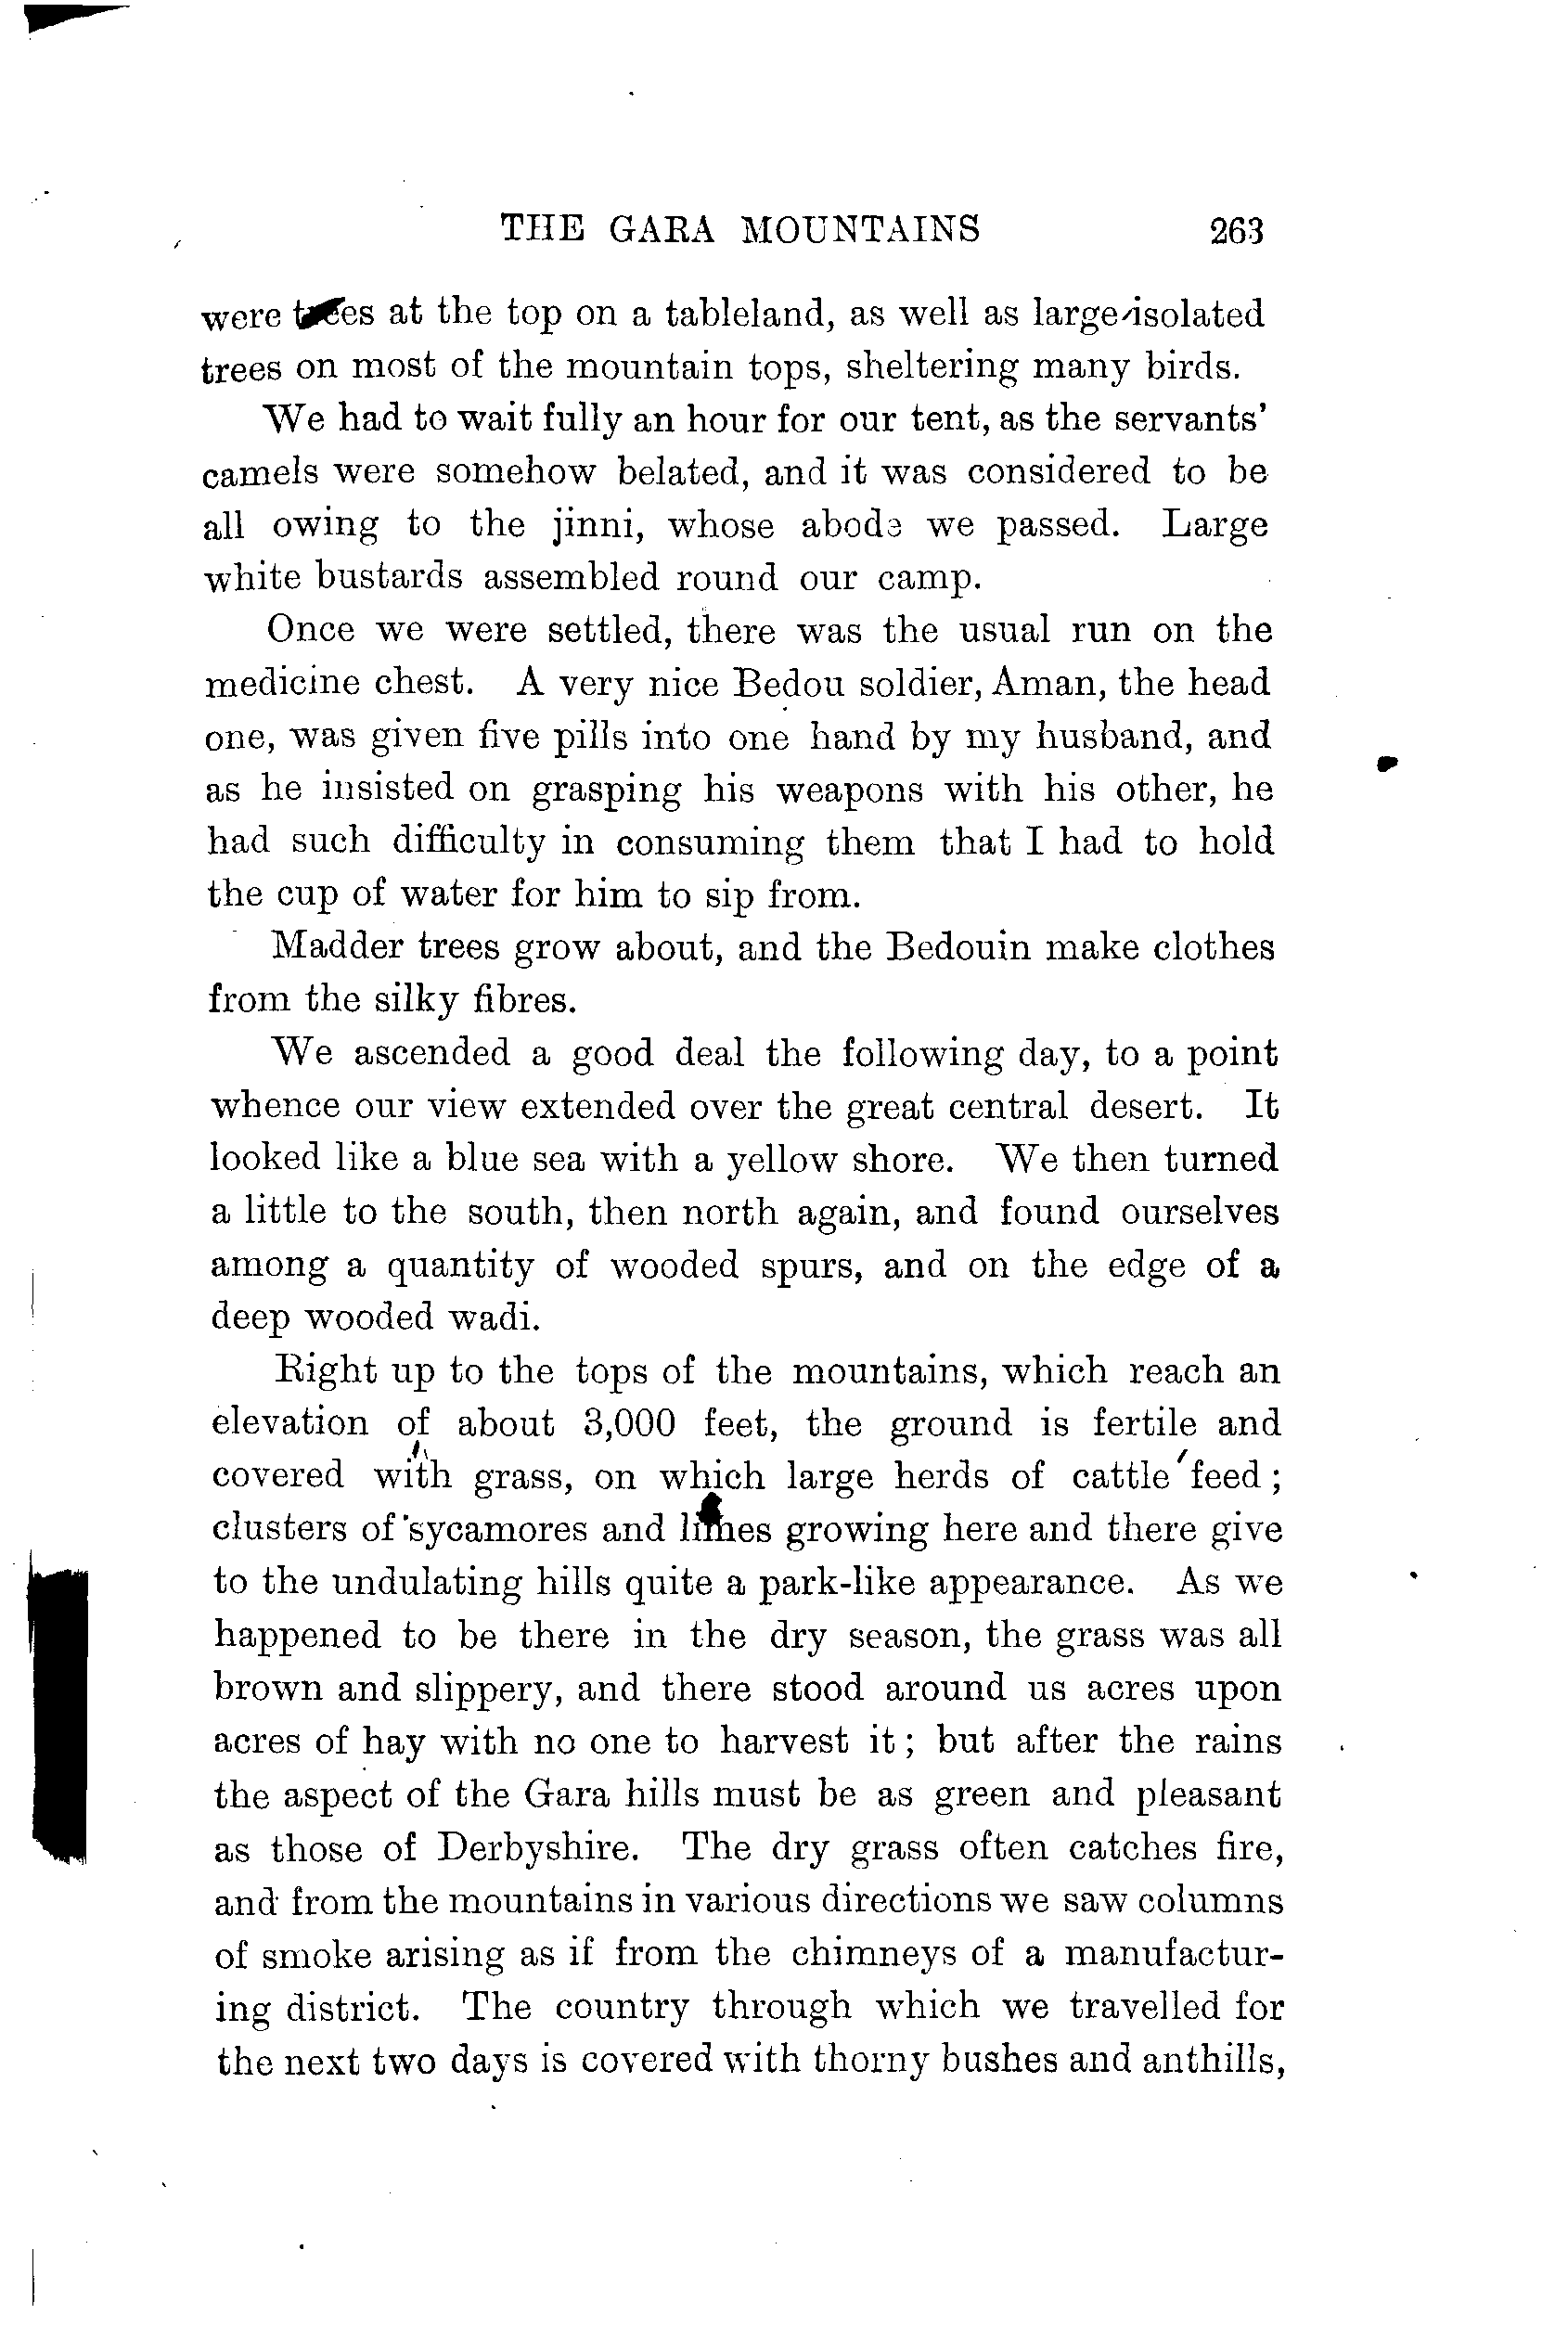 THE GARA MOUNTAINS 263
were trees at the top on a tableland, as well as large isolated
trees on most of the mountain tops, sheltering many birds.
We had to wait fully an hour for our tent, as the servants'
camels were somehow belated, and it was considered to be
all owing to the jinni, whose abode we passed. Large
white bustards assembled round our camp.
Once we were settled, there was the usual run on the
medicine chest. A very nice Bedou soldier, Aman, the head
one, was given five pills into one hand by my husband, and
as he insisted on grasping his weapons with his other, he
had such difficulty in consuming them that I had to hold
the cup of water for him to sip from.
Madder trees grow about, and the Bedouin make clothes
from the silky fibres.
We ascended a good deal the following day, to a point
whence our view extended over the great central desert. It
looked like a blue sea with a yellow shore. We then turned
a little to the south, then north again, and found ourselves
among a quantity of wooded spurs, and on the edge of a
deep wooded wadi.
Right up to the tops of the mountains, which reach an
elevation of about 3,000 feet, the ground is fertile and
covered with grass, on which large herds of cattle feed;
clusters of sycamores and limes growing here and there give
to the undulating hills quite a park-like appearance. As we
happened to be there in the dry season, the grass was all
brown and slippery, and there stood around us acres upon
acres of hay with no one to harvest it; but after the rains
the aspect of the Gara hills must be as green and pleasant
as those of Derbyshire. The dry grass often catches fire,
and from the mountains in various directions we saw columns
of smoke arising as if from the chimneys of a manufactur-
ing district. The country through which we travelled for
the next two days is covered with thorny bushes and anthills,